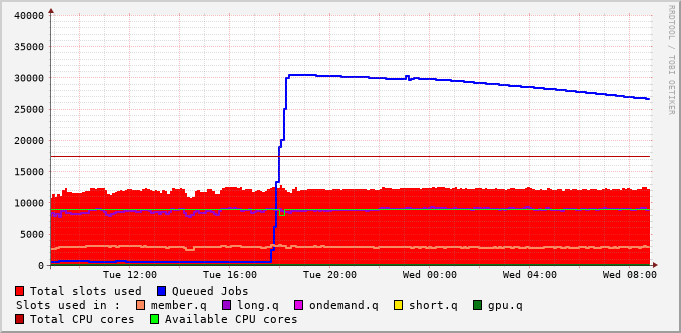 40000
35000
30000
25000
20000
15000
10000
5000
0
Tue 12:00 Tue 16:00 Tue 20:00 Wed 00:00 Wed 04:00 Wed 08:00
RRDTOOL / TOBI OETIKER
Total slots used Queued Jobs
Slots used in : member.q long.q ondemand.q short.q gpu.q
Total CPU cores Available CPU cores